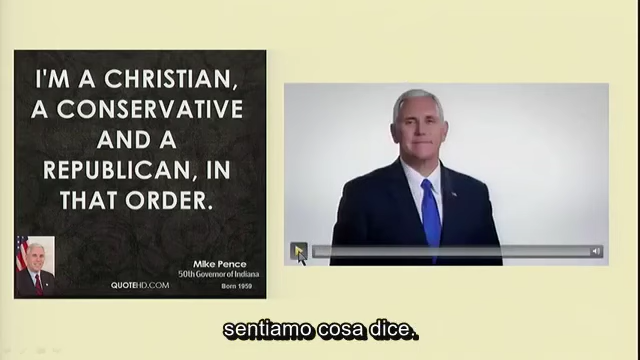 I'M A CHRISTIAN,
A CONSERVATIVE
AND A
REPUBLICAN, IN
THAT ORDER.
Mike Pence
50th Governor of Indiana
QUOTEHD.COM
Born 1959
sentiamo cosa dice.